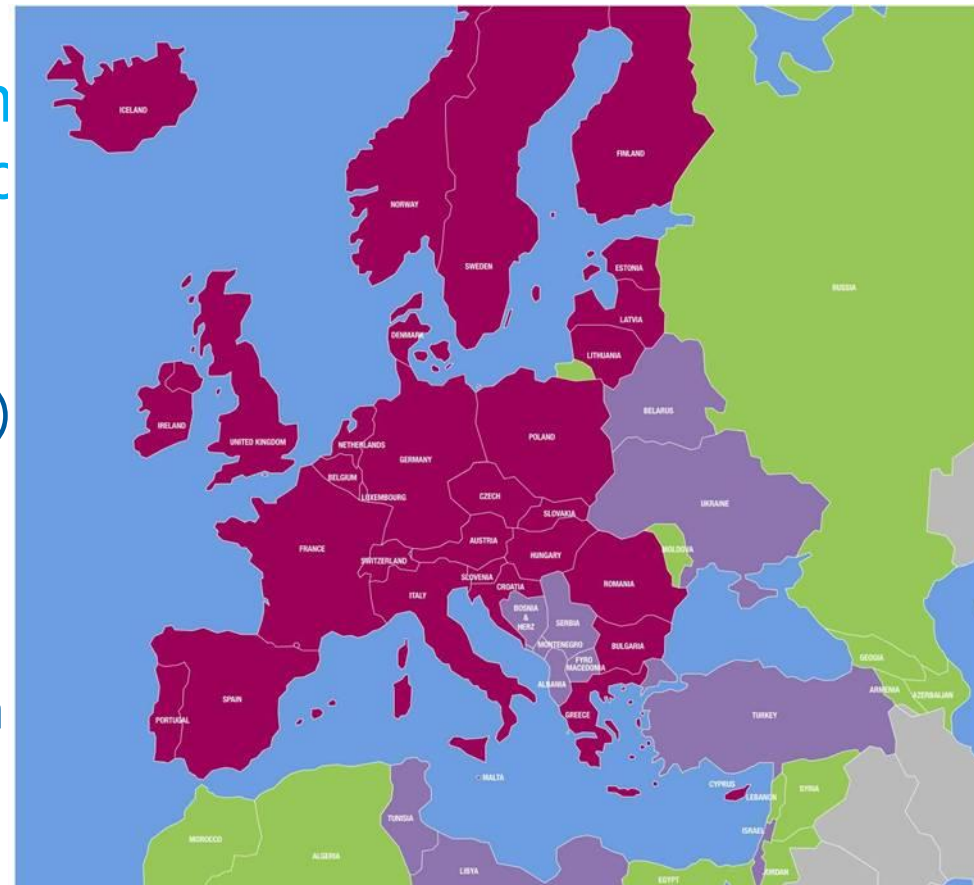 ICELAND
FINLAND
NORWAY
SWEDEN
ESTONIA
RUSSIA
LATVIA
DENMARK
LITHUANIA
BELARUS
IRELAND
UNITED KINGDOM
NETHERLANDS
POLAND
GERMANY
BELGIUM
LUXEMBOURG
CZECH
UKRAINE
SLOVAKIA
FRANCE
AUSTRIA
MOLDOVA
HUNGARY
SWITZERLAND
SLOVENIA
ROMANIA
CROATIA
ITALY
BOSNIA
&
HERZ
SERBIA
MONTENEGRO
BULGARIA
FYRO
MACEDONIA
GEOGIA
ALBANIA
ARMENIA
AZERBAIJAN
SPAIN
PORTUGAL
GREECE
TURKEY
MALTA
CYPRUS
LEBANON
SYRIA
TUNISIA
ISRAEL
MOROCCO
ALGERIA
LIBYA
EGYPT
JORDAN